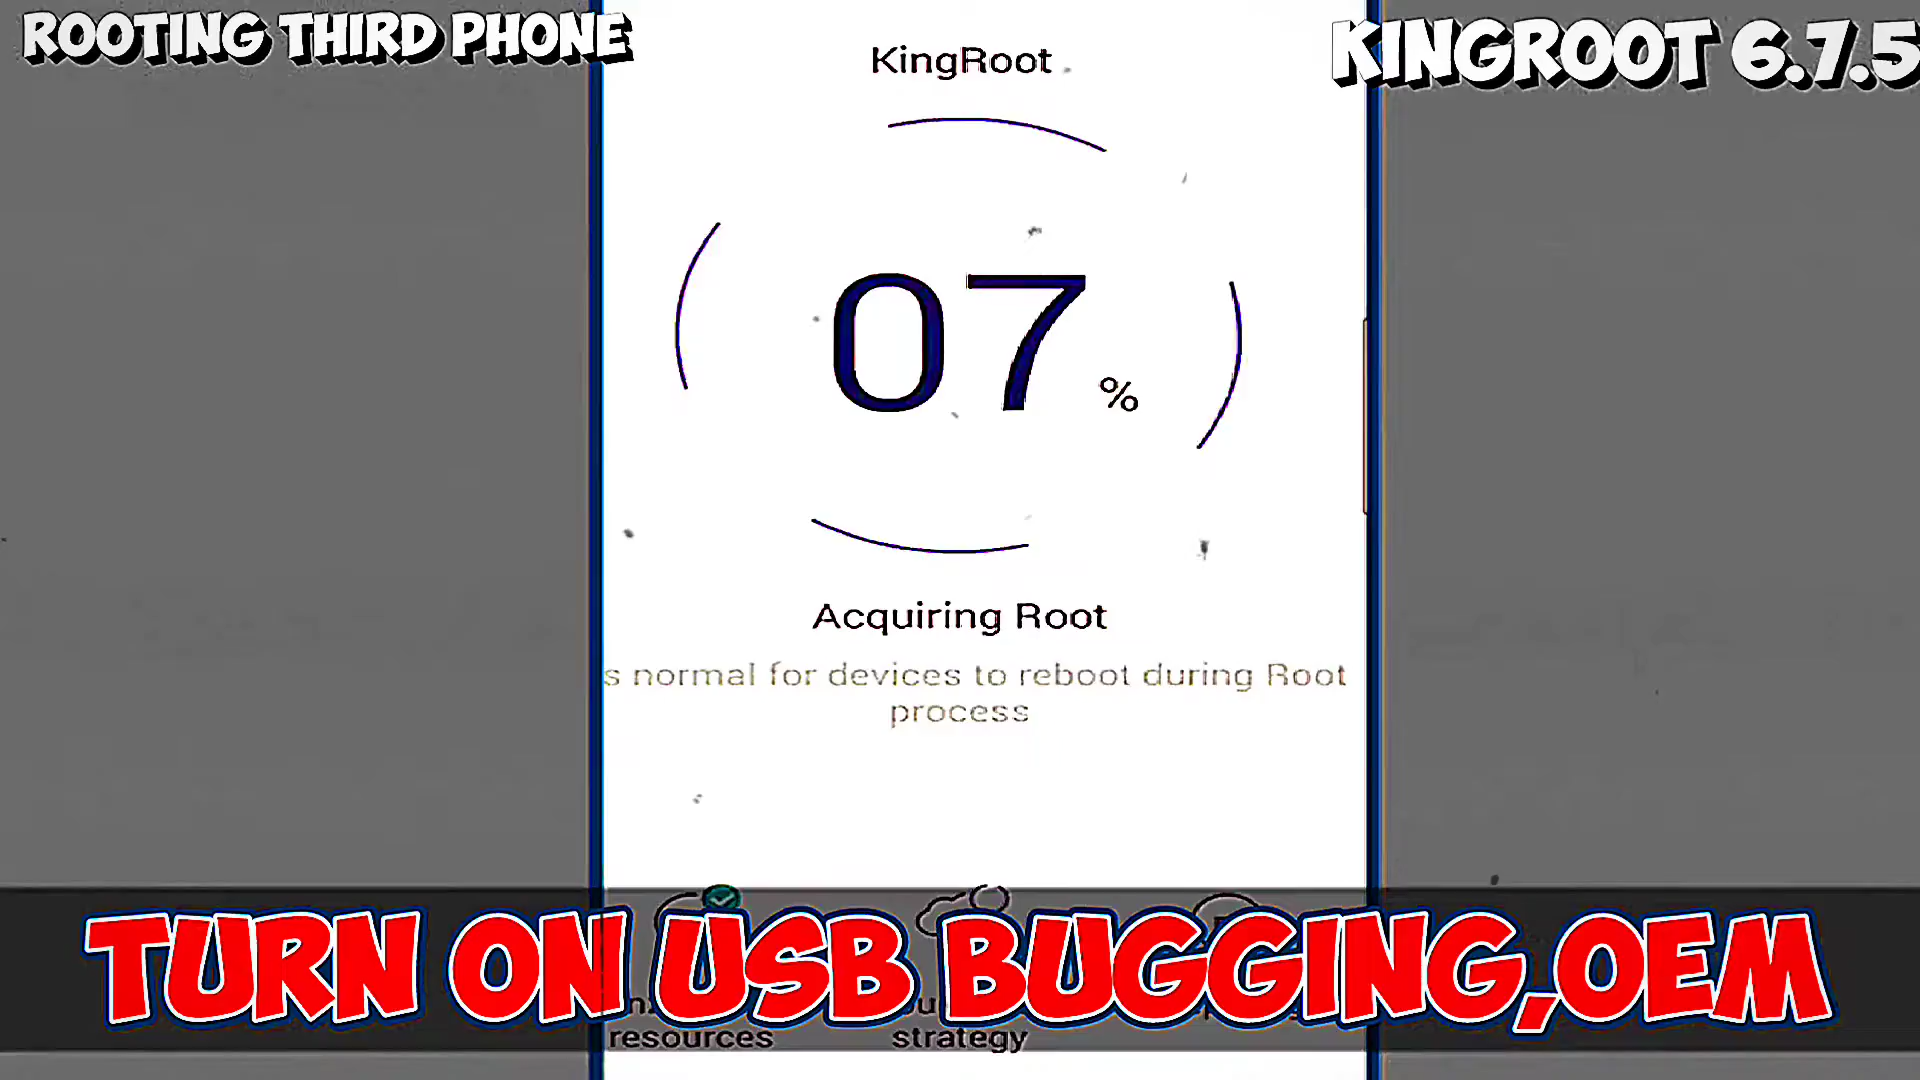 ROOTING THIRD PHONE
KINGROOT 6.7.5
KingRoot
07 %
Acquiring Root
s normal for devices to reboot during Root
process
TURN ON USB BUGGING,OEM
resources
strategy